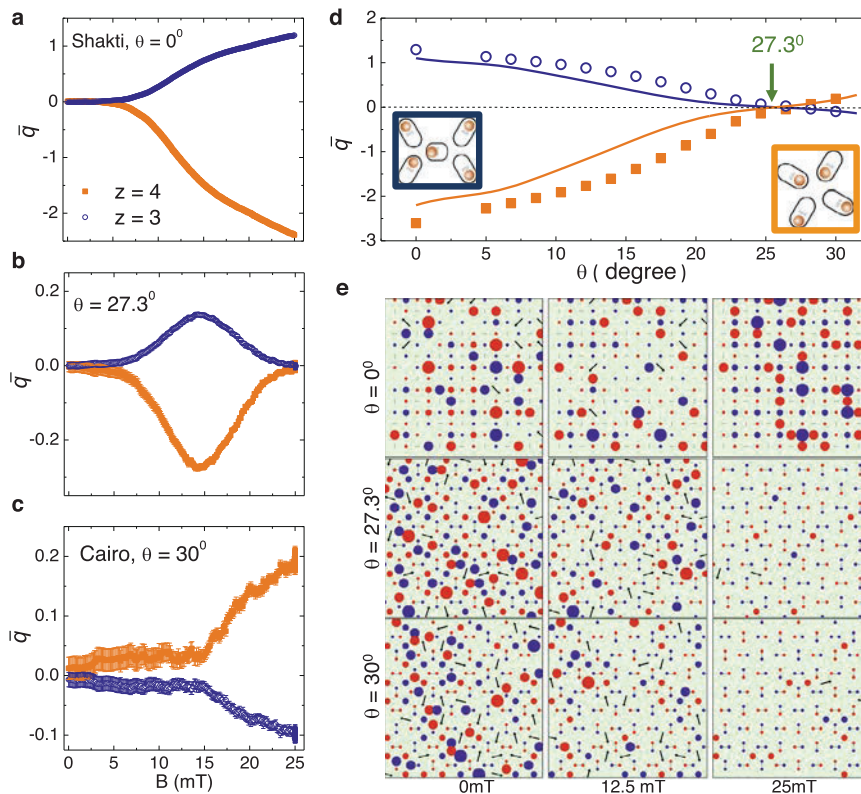 a
Shakti, θ = 0⁰
1
0
-1
-2
q̄
z = 4
z = 3
b
θ = 27.3⁰
0.2
0.0
-0.2
q̄
c
Cairo, θ = 30⁰
0.2
0.1
0.0
-0.1
q̄
0 5 10 15 20 25
B (mT)
d
2
1
0
-1
-2
-3
q̄
27.3⁰
0 5 10 15 20 25 30
θ ( degree)
e
θ = 0⁰
θ = 27.3⁰
θ = 30⁰
0mT 12.5 mT 25mT